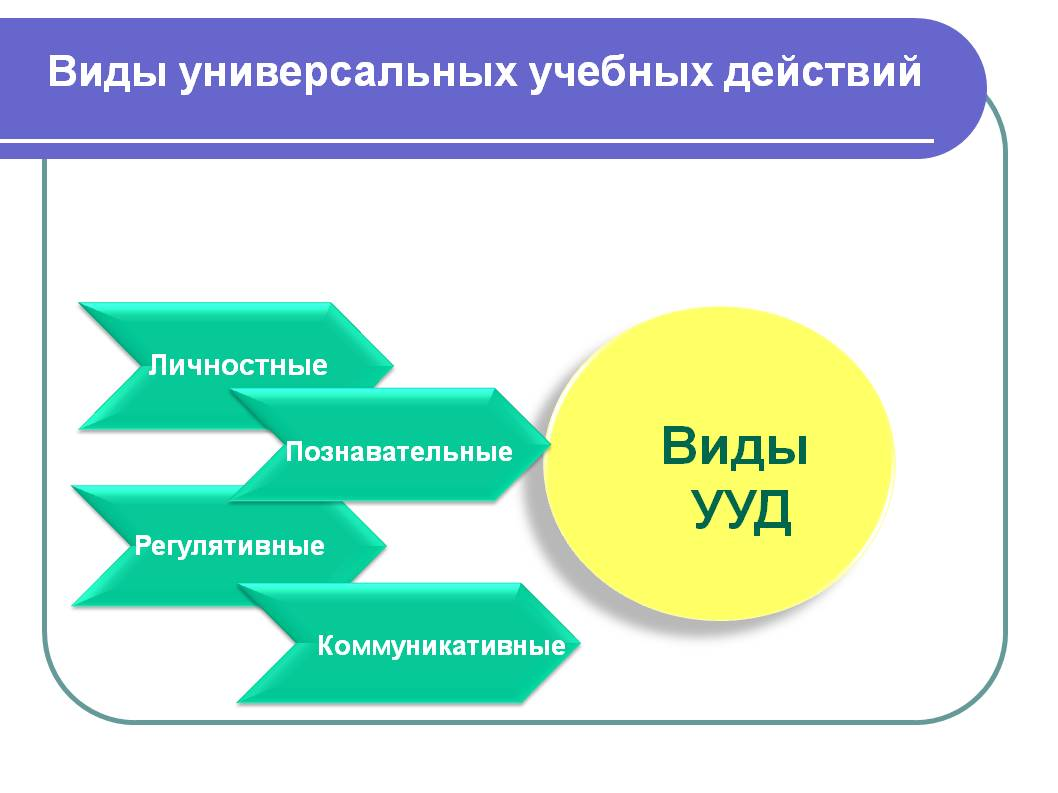 Виды универсальных учебных действий
Личностные
Познавательные
Регулятивные
Коммуникативные
Виды
УУД